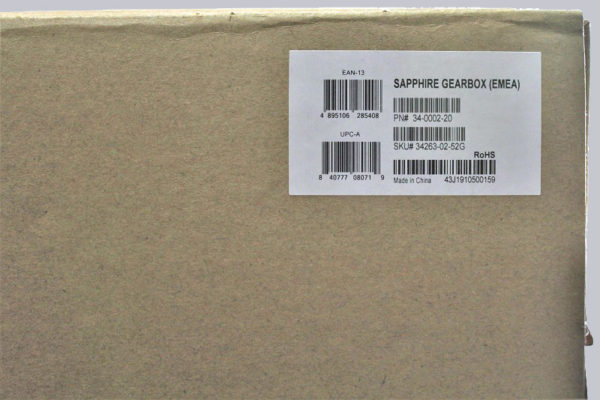 EAN-13
4 895106 285408
UPC-A
8 40777 08071 9
SAPPHIRE GEARBOX (EMEA)
PN# 34-0002-20
SKU# 34263-02-52G
RoHS
Made in China 43J1910500159